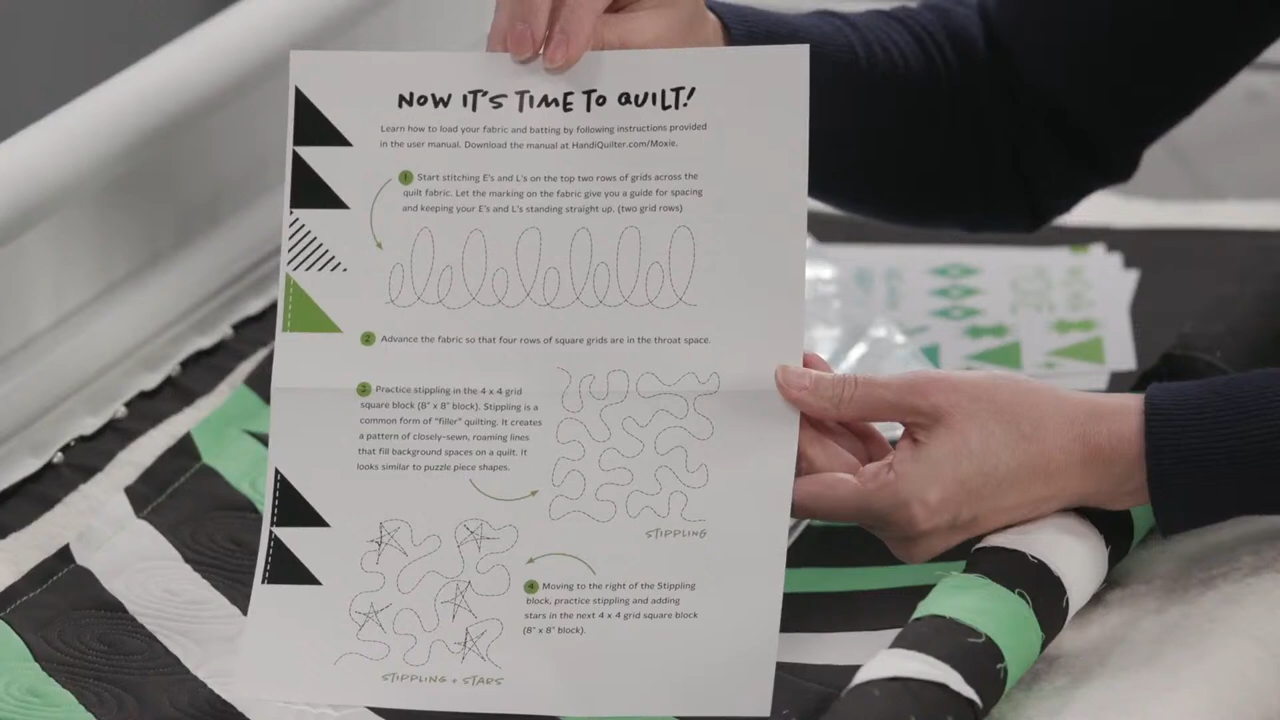 NOW IT'S TIME TO QUILT!
Learn how to load your fabric and batting by following instructions provided
in the user manual. Download the manual at HandiQuilter.com/Moxie.
1 Start stitching E's and L's on the top two rows of grids across the
quilt fabric. Let the marking on the fabric give you a guide for spacing
and keeping your E's and L's standing straight up. (two grid rows)
2 Advance the fabric so that four rows of square grids are in the throat space.
3 Practice stippling in the 4 x 4 grid
square block (8" x 8" block). Stippling is a
common form of "filler" quilting. It creates
a pattern of closely-sewn, roaming lines
that fill background spaces on a quilt. It
looks similar to puzzle piece shapes.
STIPPLING
4 Moving to the right of the Stippling
block, practice stippling and adding
stars in the next 4 x 4 grid square block
(8" x 8" block).
STIPPLING + STARS